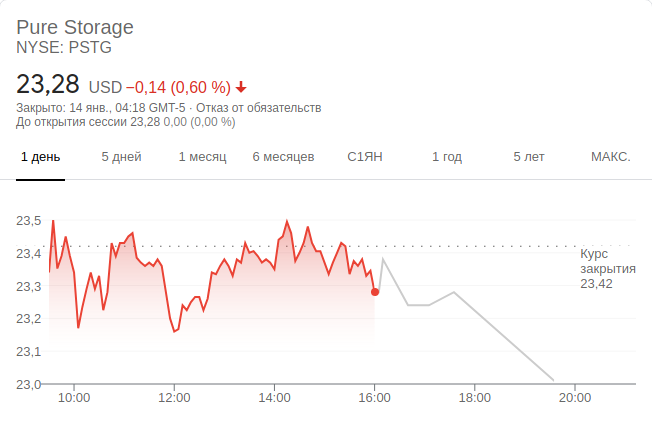 Pure Storage
NYSE: PSTG
23,28 USD −0,14 (0,60 %)
Закрыто: 14 янв., 04:18 GMT-5 · Отказ от обязательств
До открытия сессии 23,28 0,00 (0,00 %)
1 день 5 дней 1 месяц 6 месяцев С1ЯН 1 год 5 лет МАКС.
23,5
23,4
23,3
23,2
23,1
23,0
Курс
закрытия
23,42
10:00 12:00 14:00 16:00 18:00 20:00